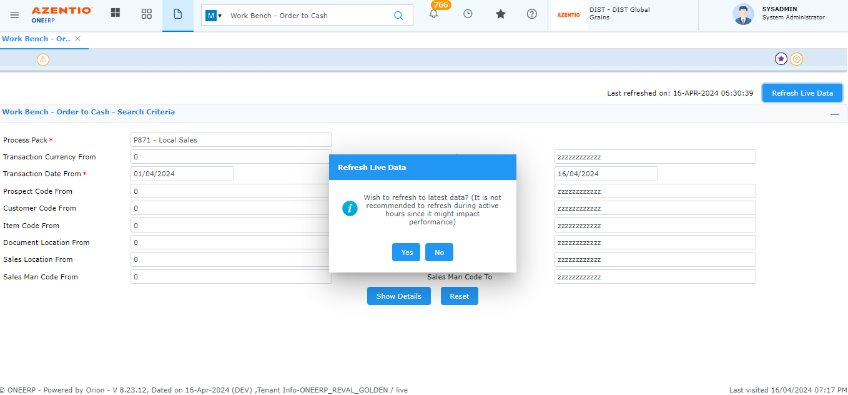 AZENTIO
ONEERP
M
Work Bench - Order to Cash
766
AZENTIO
DIST - DIST Global
Grains
SYSADMIN
System Administrator
Work Bench - Or..
Last refreshed on: 16-APR-2024 06:30:39
Refresh Live Data
Work Bench - Order to Cash - Search Criteria
Process Pack *
P871 - Local Sales
Transaction Currency From
0
zzzzzzzzzzzz
Transaction Date From *
01/04/2024
16/04/2024
Prospect Code From
0
zzzzzzzzzzzz
Customer Code From
0
zzzzzzzzzzzz
Item Code From
0
zzzzzzzzzzzz
Document Location From
0
zzzzzzzzzzzz
Sales Location From
0
zzzzzzzzzzzz
Sales Man Code From
0
Sales Man Code To
zzzzzzzzzzzz
Refresh Live Data
Wish to refresh to latest data? (It is not
recommended to refresh during active
hours since it might impact
performance)
Yes
No
Show Details
Reset
© ONEERP - Powered by Orion - V 8.23.12, Dated on 16-Apr-2024 (DEV) ,Tenant Info-ONEERP_REVAL_GOLDEN / live
Last visited 16/04/2024 07:17 PM